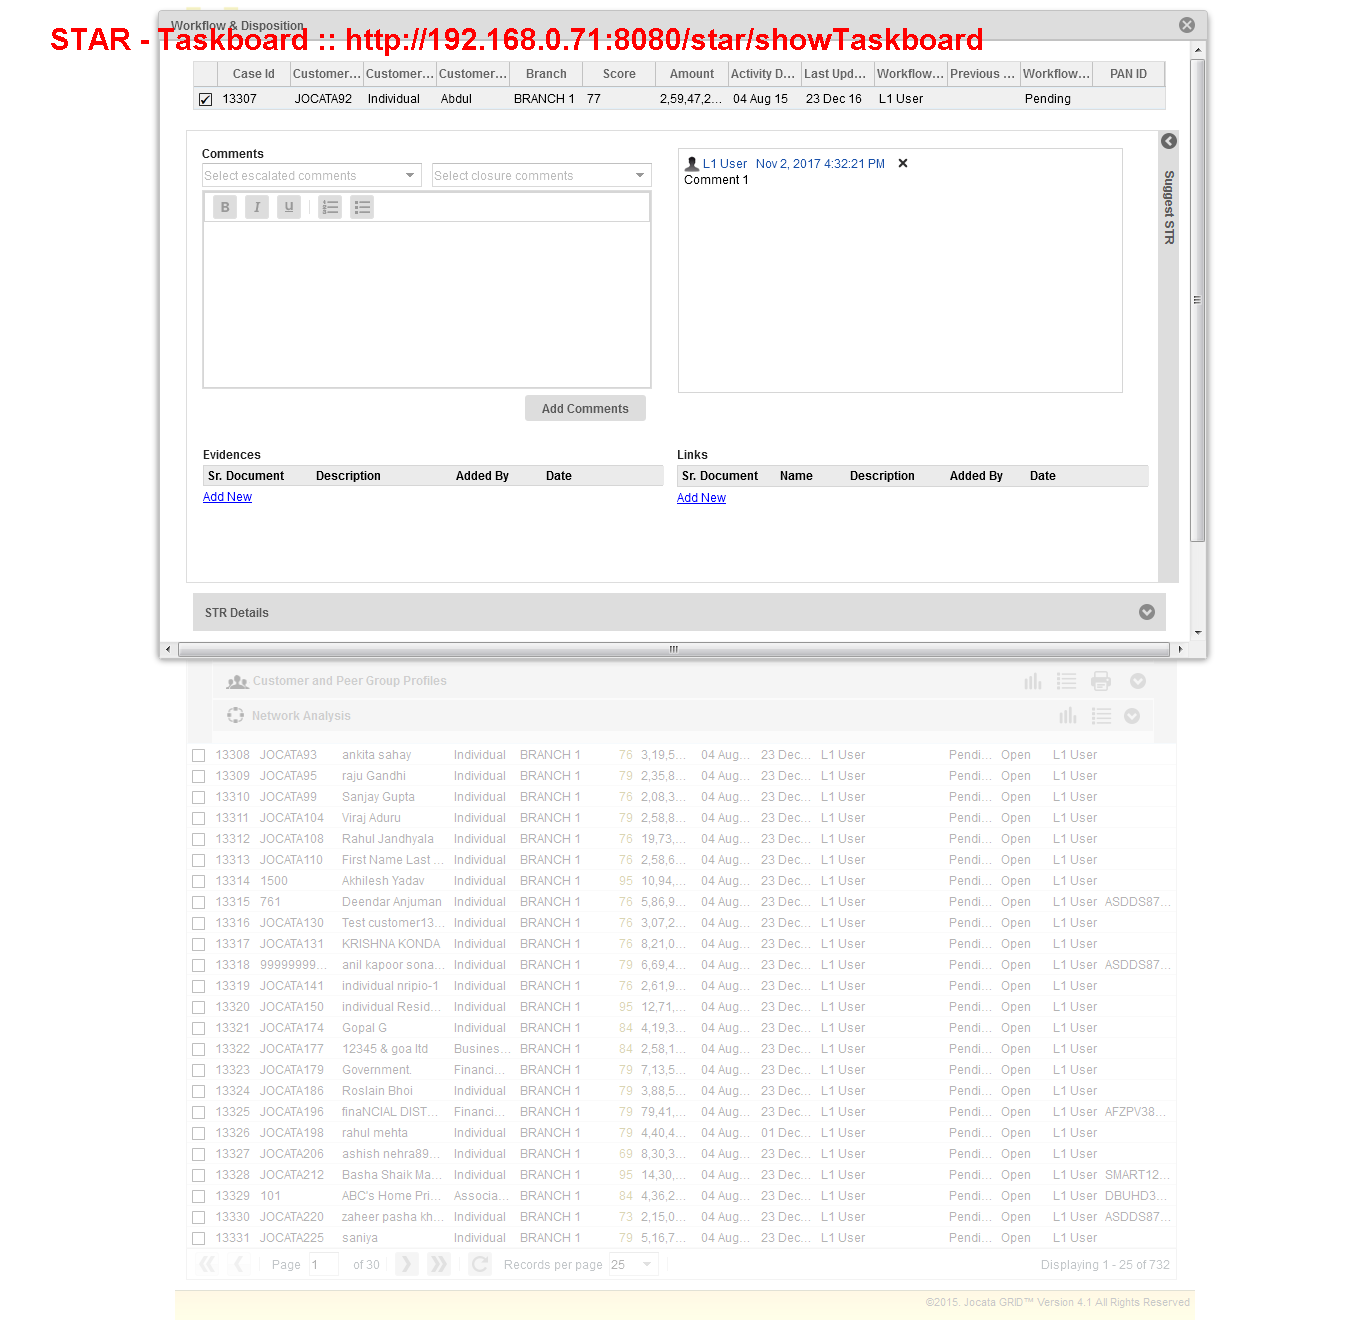 Workflow & Disposition
STAR - Taskboard :: http://192.168.0.71:8080/star/showTaskboard
Case Id Customer... Customer... Customer... Branch Score Amount Activity D... Last Upd... Workflow... Previous ... Workflow... PAN ID
13307 JOCATA92 Individual Abdul BRANCH 1 77 2,59,47,2... 04 Aug 15 23 Dec 16 L1 User Pending
Comments
Select escalated comments Select closure comments
B I U
L1 User Nov 2, 2017 4:32:21 PM
Comment 1
Suggest STR
Add Comments
Evidences
Sr. Document Description Added By Date
Add New
Links
Sr. Document Name Description Added By Date
Add New
STR Details
Customer and Peer Group Profiles
Network Analysis
13308 JOCATA93 ankita sahay Individual BRANCH 1 76 3,19,5... 04 Aug... 23 Dec... L1 User Pendi... Open L1 User
13309 JOCATA95 raju Gandhi Individual BRANCH 1 79 2,35,8... 04 Aug... 23 Dec... L1 User Pendi... Open L1 User
13310 JOCATA99 Sanjay Gupta Individual BRANCH 1 76 2,08,3... 04 Aug... 23 Dec... L1 User Pendi... Open L1 User
13311 JOCATA104 Viraj Aduru Individual BRANCH 1 79 2,58,8... 04 Aug... 23 Dec... L1 User Pendi... Open L1 User
13312 JOCATA108 Rahul Jandhyala Individual BRANCH 1 76 19,73,... 04 Aug... 23 Dec... L1 User Pendi... Open L1 User
13313 JOCATA110 First Name Last ... Individual BRANCH 1 76 2,58,6... 04 Aug... 23 Dec... L1 User Pendi... Open L1 User
13314 1500 Akhilesh Yadav Individual BRANCH 1 95 10,94,... 04 Aug... 23 Dec... L1 User Pendi... Open L1 User
13315 761 Deendar Anjuman Individual BRANCH 1 76 5,86,9... 04 Aug... 23 Dec... L1 User Pendi... Open L1 User ASDDS87...
13316 JOCATA130 Test customer13... Individual BRANCH 1 76 3,07,2... 04 Aug... 23 Dec... L1 User Pendi... Open L1 User
13317 JOCATA131 KRISHNA KONDA Individual BRANCH 1 76 8,21,0... 04 Aug... 23 Dec... L1 User Pendi... Open L1 User
13318 99999999... anil kapoor sona... Individual BRANCH 1 79 6,69,4... 04 Aug... 23 Dec... L1 User Pendi... Open L1 User ASDDS87...
13319 JOCATA141 individual nripio-1 Individual BRANCH 1 76 2,61,9... 04 Aug... 23 Dec... L1 User Pendi... Open L1 User
13320 JOCATA150 individual Resid... Individual BRANCH 1 95 12,71,... 04 Aug... 23 Dec... L1 User Pendi... Open L1 User
13321 JOCATA174 Gopal G Individual BRANCH 1 84 4,19,3... 04 Aug... 23 Dec... L1 User Pendi... Open L1 User
13322 JOCATA177 12345 & goa ltd Busines... BRANCH 1 84 2,58,1... 04 Aug... 23 Dec... L1 User Pendi... Open L1 User
13323 JOCATA179 Government. Financi... BRANCH 1 79 7,13,5... 04 Aug... 23 Dec... L1 User Pendi... Open L1 User
13324 JOCATA186 Roslain Bhoi Individual BRANCH 1 79 3,88,5... 04 Aug... 23 Dec... L1 User Pendi... Open L1 User
13325 JOCATA196 finaNCIAL DIST... Financi... BRANCH 1 79 79,41,... 04 Aug... 23 Dec... L1 User Pendi... Open L1 User AFZPV38...
13326 JOCATA198 rahul mehta Individual BRANCH 1 79 4,40,4... 04 Aug... 01 Dec... L1 User Pendi... Open L1 User
13327 JOCATA206 ashish nehra89... Individual BRANCH 1 69 8,30,3... 04 Aug... 23 Dec... L1 User Pendi... Open L1 User
13328 JOCATA212 Basha Shaik Ma... Individual BRANCH 1 95 14,30,... 04 Aug... 23 Dec... L1 User Pendi... Open L1 User SMART12...
13329 101 ABC's Home Pri... Associa... BRANCH 1 84 4,36,2... 04 Aug... 23 Dec... L1 User Pendi... Open L1 User DBUHD3...
13330 JOCATA220 zaheer pasha kh... Individual BRANCH 1 73 2,15,0... 04 Aug... 23 Dec... L1 User Pendi... Open L1 User ASDDS87...
13331 JOCATA225 saniya Individual BRANCH 1 79 5,16,7... 04 Aug... 23 Dec... L1 User Pendi... Open L1 User
Page 1 of 30 Records per page 25 Displaying 1 - 25 of 732
©2015. Jocata GRID™ Version 4.1 All Rights Reserved